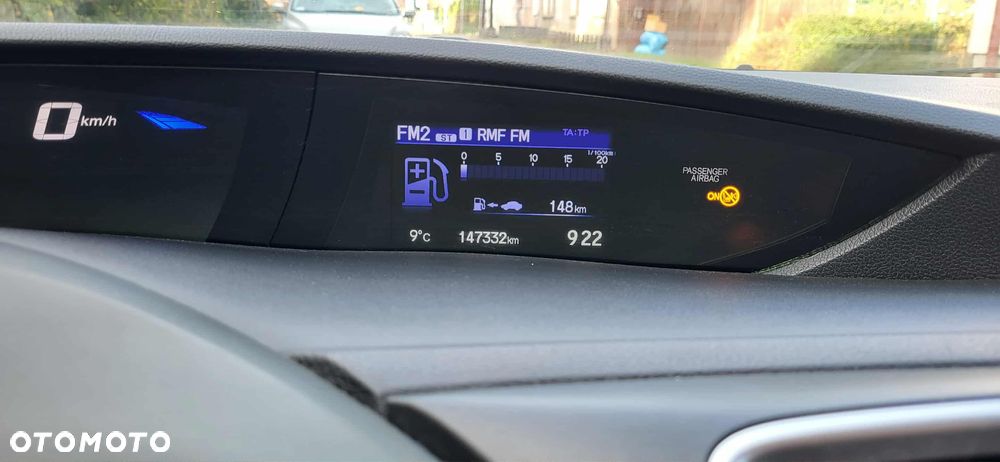 0 km/h
FM2 ST 1 RMF FM TA:TP
l/100km
0 5 10 15 20
148 km
9°C 147332 km 9 22
PASSENGER
AIRBAG
ON
OTOMOTO